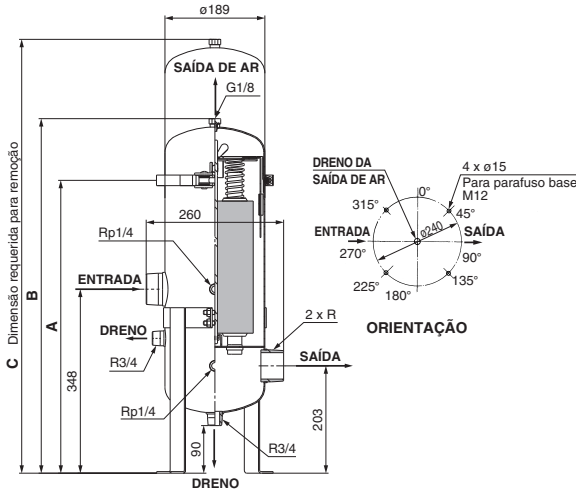 ø189
SAÍDA DE AR
G1/8
C Dimensão requerida para remoção
B
A
260
Rp1/4
ENTRADA
DRENO
R3/4
348
Rp1/4
90
R3/4
DRENO
2 x R
SAÍDA
203
DRENO DA
SAÍDA DE AR
4 x ø15
Para parafuso base
M12
0°
315°
45°
ø240
ENTRADA
SAÍDA
270°
90°
225°
135°
180°
ORIENTAÇÃO